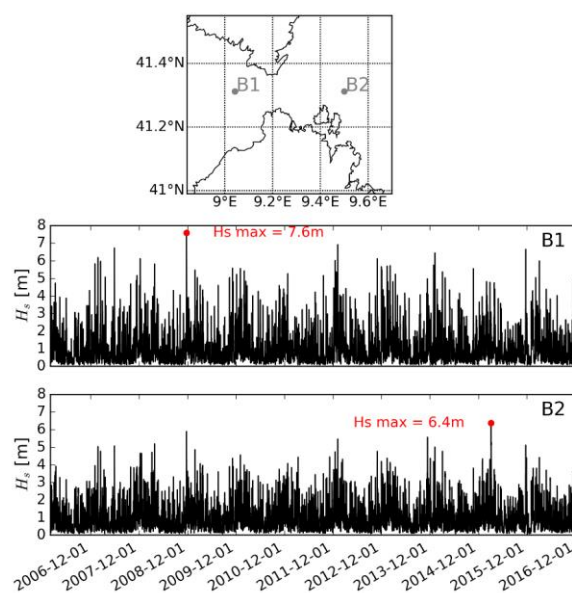 41.4°N
B1
B2
41.2°N
41°N
9°E 9.2°E 9.4°E 9.6°E
8
Hs max = 7.6m
B1
7
6
5
4
3
2
1
0
Hs [m]
8
B2
7
Hs max = 6.4m
6
5
4
3
2
1
0
Hs [m]
2006-12-01
2007-12-01
2008-12-01
2009-12-01
2010-12-01
2011-12-01
2012-12-01
2013-12-01
2014-12-01
2015-12-01
2016-12-01